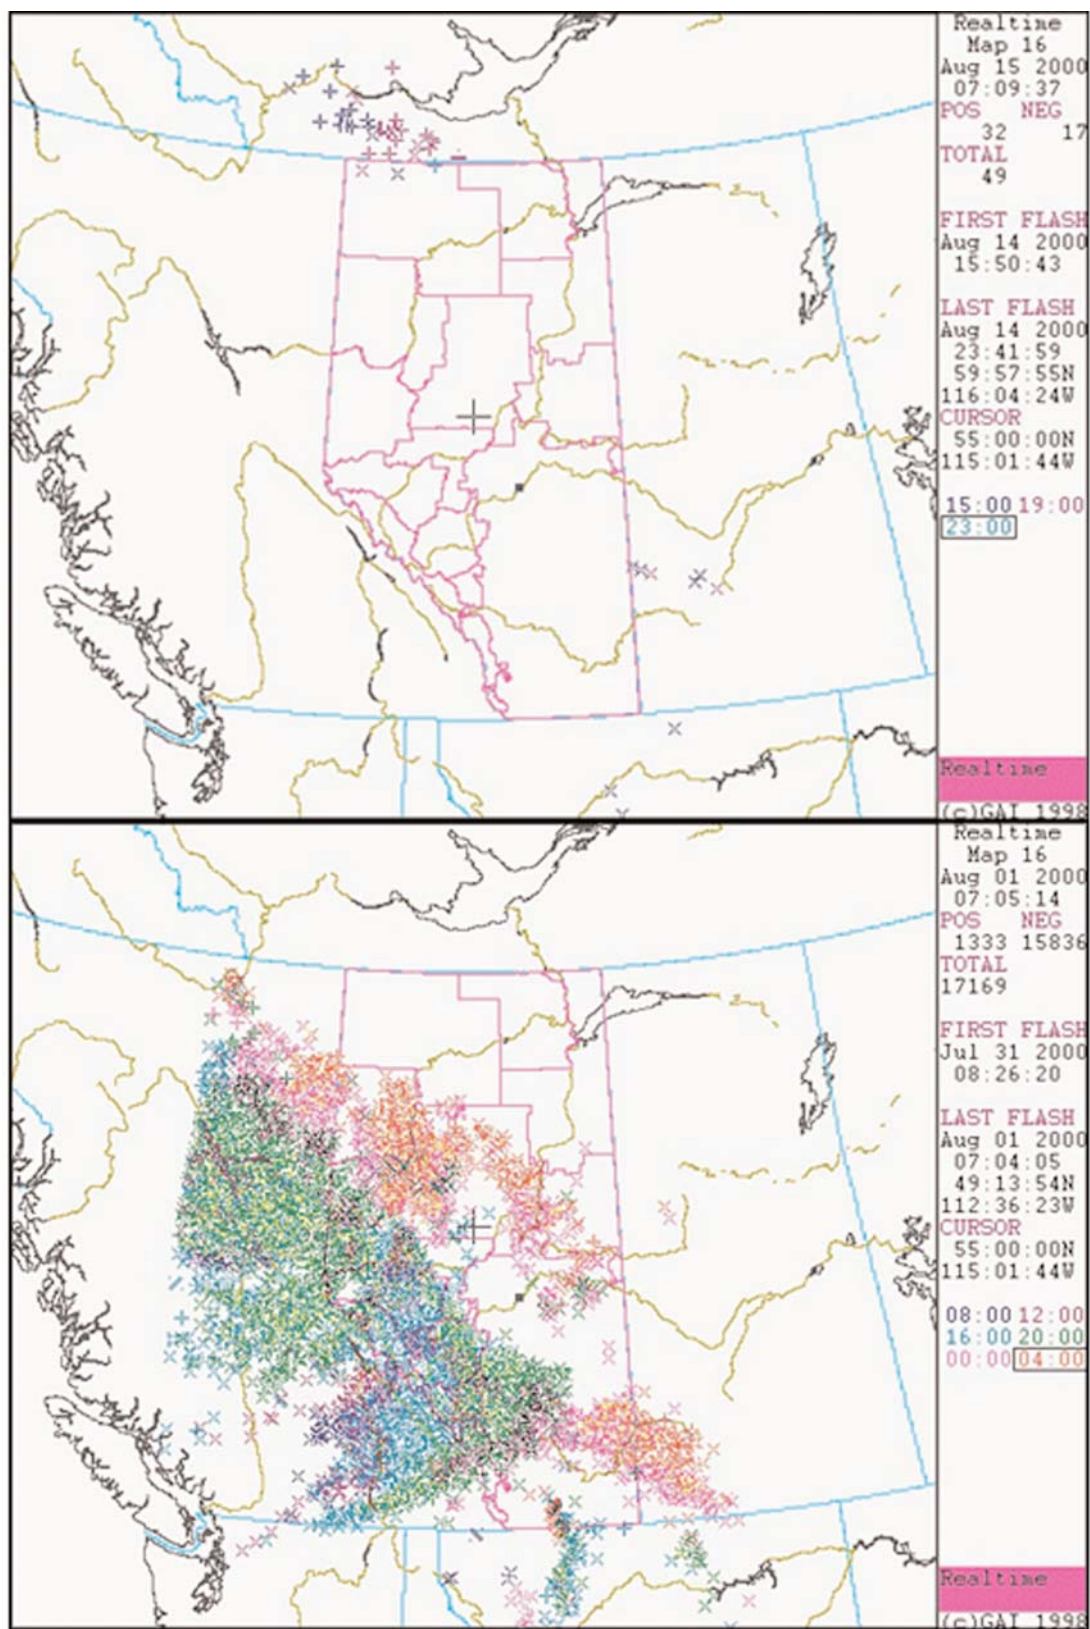 Realtime
Map 16
Aug 15 2000
07:09:37
POS NEG
32 17
TOTAL
49
FIRST FLASH
Aug 14 2000
15:50:43
LAST FLASH
Aug 14 2000
23:41:59
59:57:55N
116:04:24W
CURSOR
55:00:00N
115:01:44W
15:00 19:00
23:00
Realtime
(c)GAI 1998
Realtime
Map 16
Aug 01 2000
07:05:14
POS NEG
1333 15836
TOTAL
17169
FIRST FLASH
Jul 31 2000
08:26:20
LAST FLASH
Aug 01 2000
07:04:05
49:13:54N
112:36:23W
CURSOR
55:00:00N
115:01:44W
08:00 12:00
16:00 20:00
00:00 04:00
Realtime
(c)GAI 1998